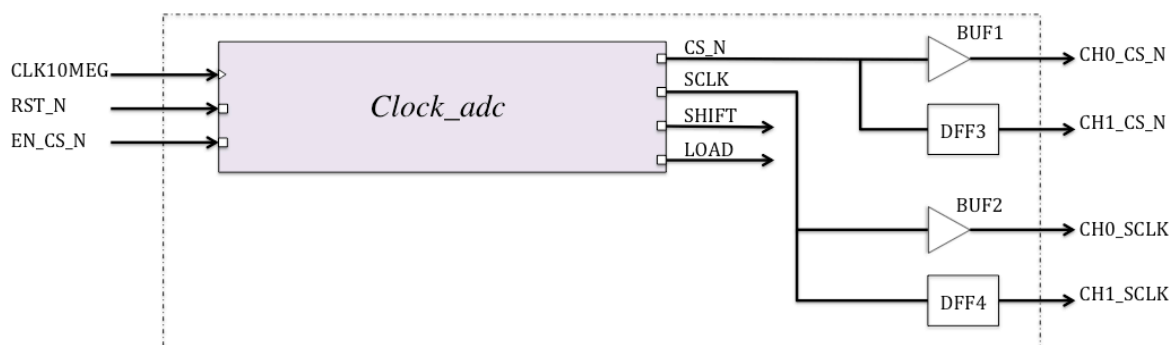 BUF1
CS_N
CH0_CS_N
CLK10MEG
SCLK
RST_N
Clock_adc
SHIFT
DFF3
CH1_CS_N
EN_CS_N
LOAD
BUF2
CH0_SCLK
DFF4
CH1_SCLK